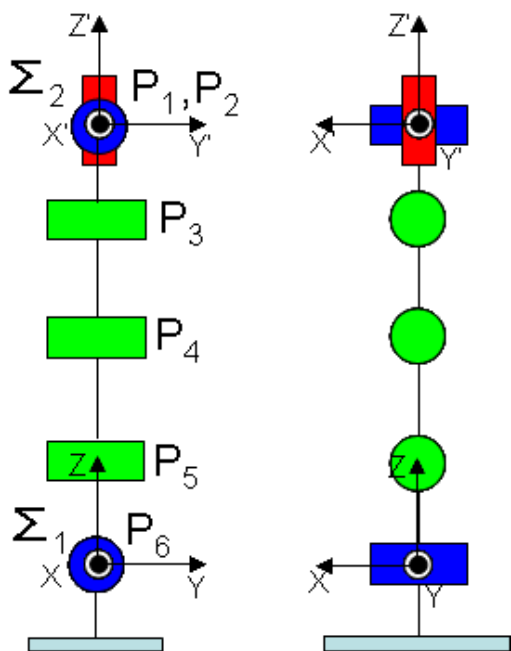 Z' Z'
Σ2 P1,P2
X' Y' X' Y'
P3
P4
Z P5 Z
Σ1 P6
X Y X Y